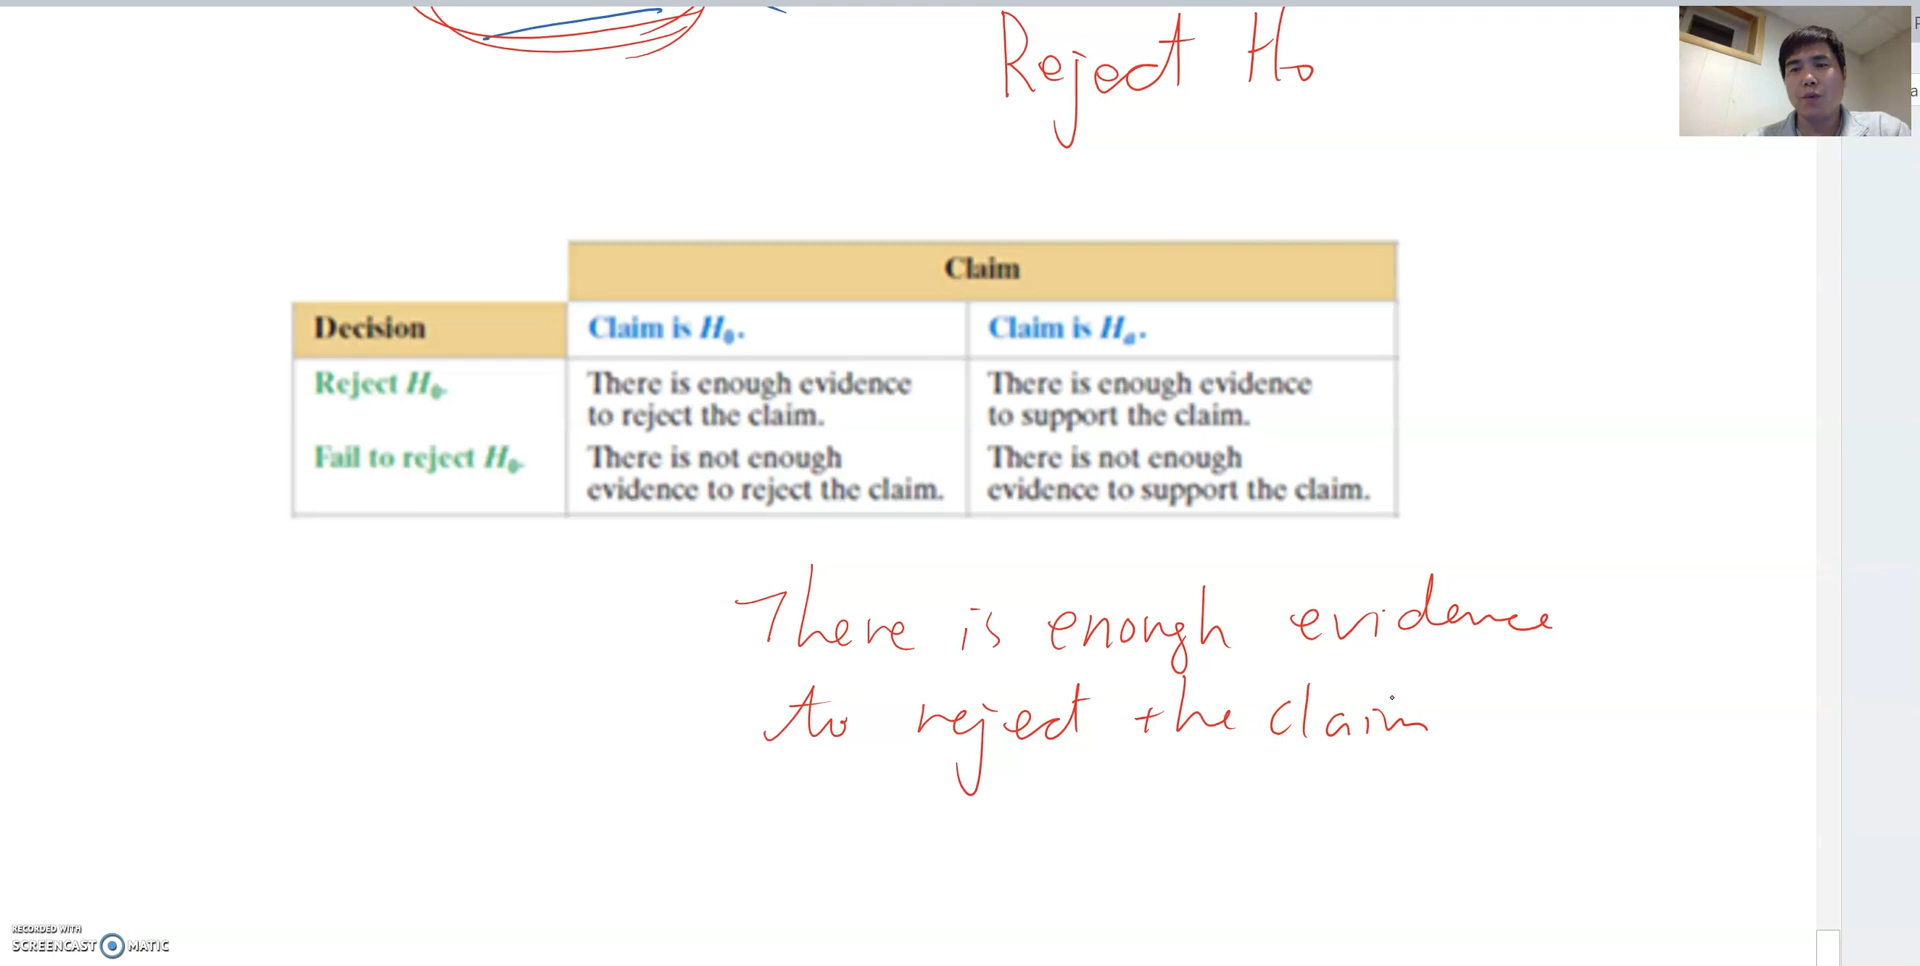 Reject H₀
Claim
Decision
Claim is H₀.
Claim is Hₐ.
Reject H₀.
There is enough evidence
to reject the claim.
There is enough evidence
to support the claim.
Fail to reject H₀.
There is not enough
evidence to reject the claim.
There is not enough
evidence to support the claim.
There is enough evidence
to reject the claim
RECORDED WITH
SCREENCAST MATIC